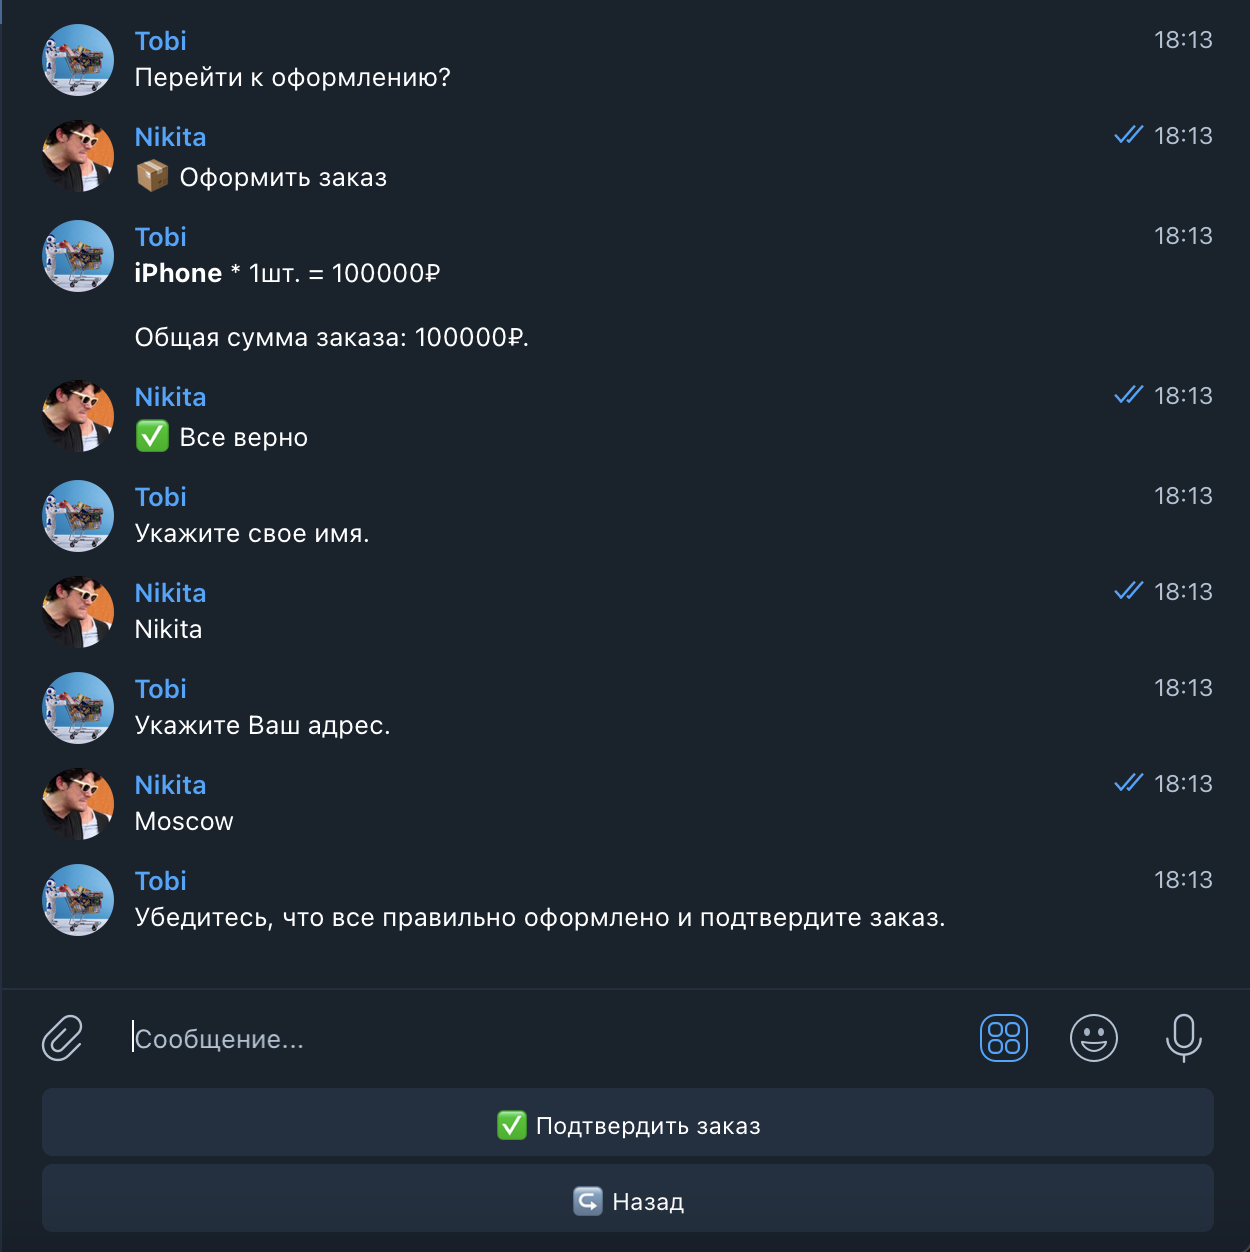 Tobi 18:13
Перейти к оформлению?
Nikita 18:13
📦 Оформить заказ
Tobi 18:13
iPhone * 1шт. = 100000₽
Общая сумма заказа: 100000₽.
Nikita 18:13
✅ Все верно
Tobi 18:13
Укажите свое имя.
Nikita 18:13
Nikita
Tobi 18:13
Укажите Ваш адрес.
Nikita 18:13
Moscow
Tobi 18:13
Убедитесь, что все правильно оформлено и подтвердите заказ.
Сообщение...
✅ Подтвердить заказ
↪️ Назад